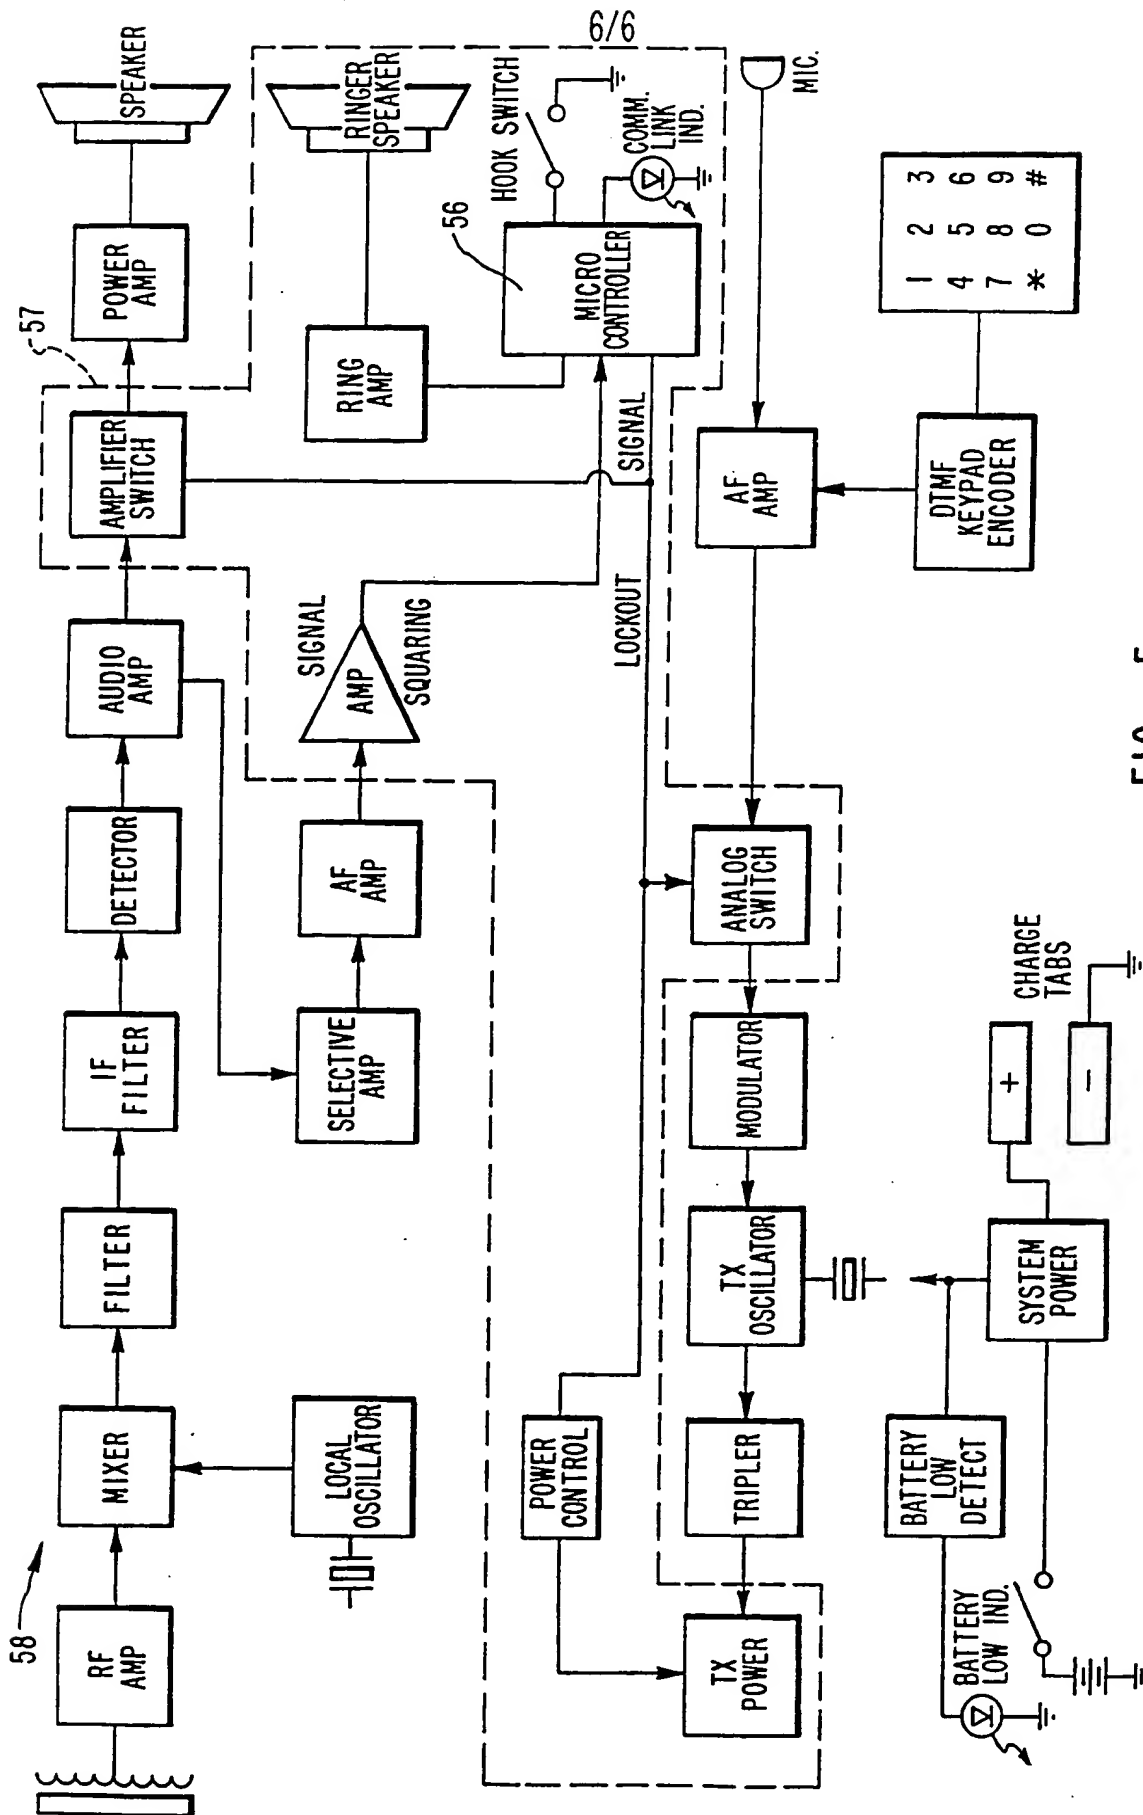 9/9
58
RF
AMP
MIXER
FILTER
IF
FILTER
DETECTOR
AUDIO
AMP
AMPLIFIER
SWITCH
57
POWER
AMP
SPEAKER
LOCAL
OSCILLATOR
SELECTIVE
AMP
AF
AMP
SIGNAL
AMP
SQUARING
RING
AMP
RINGER
SPEAKER
56
MICRO
CONTROLLER
HOOK SWITCH
COMM.
LINK
IND.
SIGNAL
LOCKOUT
POWER
CONTROL
TX
POWER
TRIPLER
TX
OSCILLATOR
MODULATOR
ANALOG
SWITCH
AF
AMP
MIC.
BATTERY
LOW IND.
BATTERY
LOW
DETECT
SYSTEM
POWER
+
-
CHARGE
TABS
DTMF
KEYPAD
ENCODER
1 2 3
4 5 6
7 8 9
* 0 #